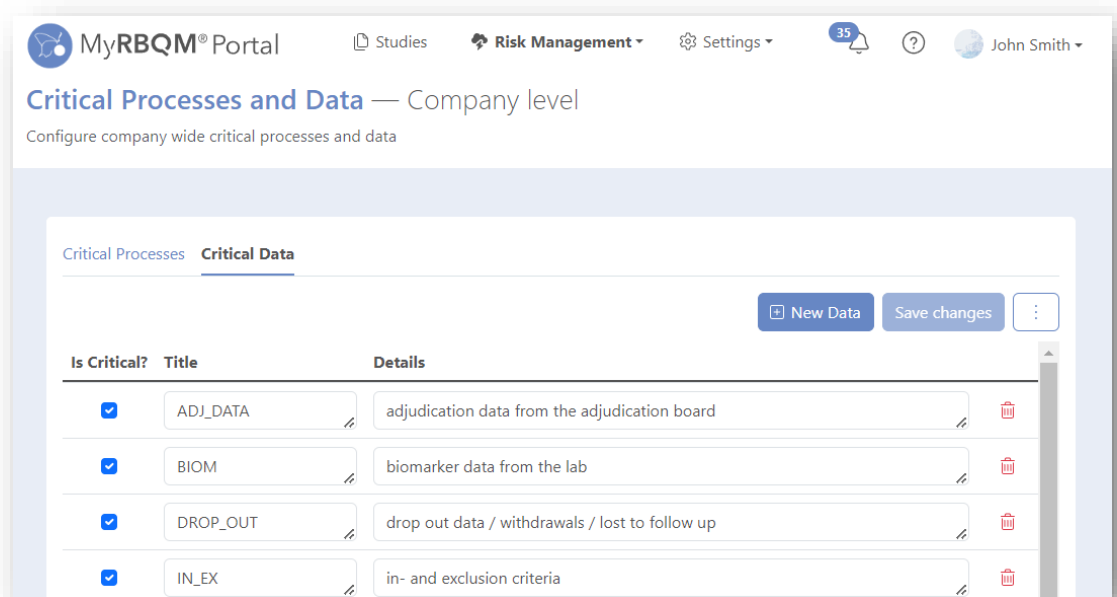 MyRBQM® Portal Studies Risk Management Settings 35 John Smith
Critical Processes and Data — Company level
Configure company wide critical processes and data
Critical Processes Critical Data
New Data Save changes
Is Critical? Title Details
ADJ_DATA adjudication data from the adjudication board
BIOM biomarker data from the lab
DROP_OUT drop out data / withdrawals / lost to follow up
IN_EX in- and exclusion criteria